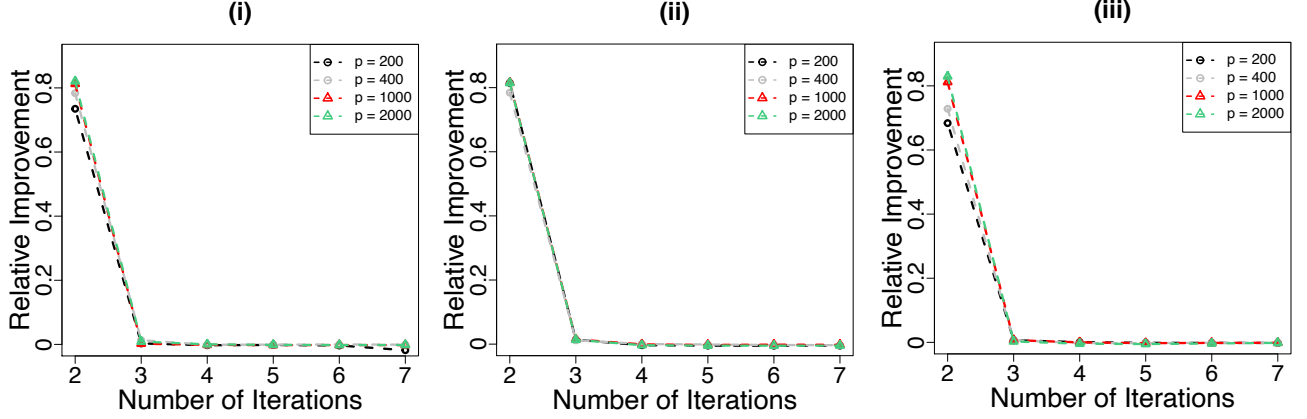 (i)
Relative Improvement
0.8
0.6
0.4
0.2
0
p = 200
p = 400
p = 1000
p = 2000
2 3 4 5 6 7
Number of Iterations
(ii)
Relative Improvement
0.8
0.6
0.4
0.2
0
p = 200
p = 400
p = 1000
p = 2000
2 3 4 5 6 7
Number of Iterations
(iii)
Relative Improvement
0.8
0.6
0.4
0.2
0
p = 200
p = 400
p = 1000
p = 2000
2 3 4 5 6 7
Number of Iterations